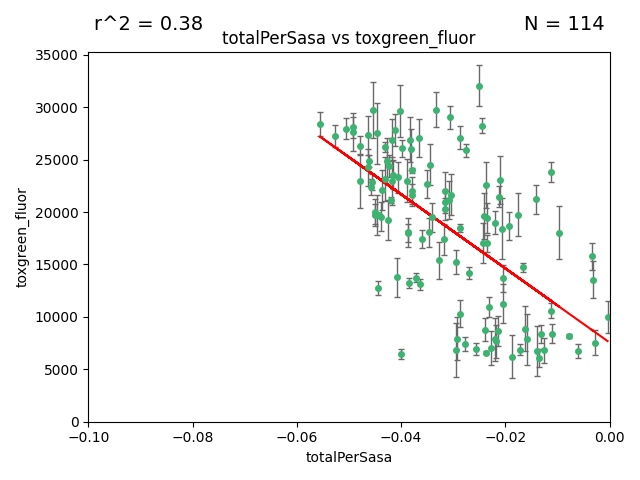 r^2 = 0.38 N = 114
totalPerSasa vs toxgreen_fluor
35000
30000
25000
20000
15000
10000
5000
0
toxgreen_fluor
−0.10 −0.08 −0.06 −0.04 −0.02 0.00
totalPerSasa